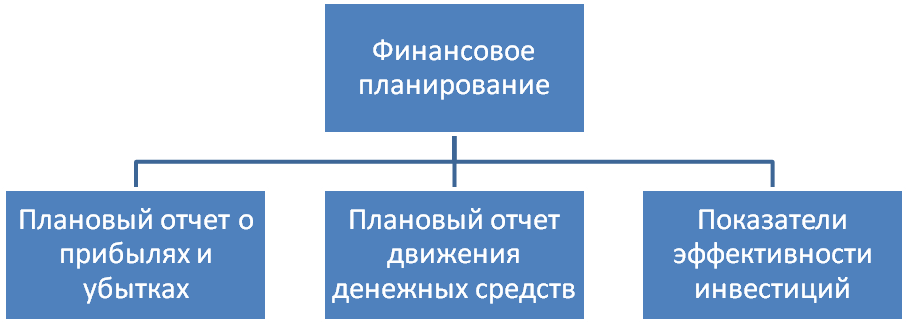 Финансовое
планирование
Плановый отчет о
прибылях и
убытках
Плановый отчет
движения
денежных средств
Показатели
эффективности
инвестиций